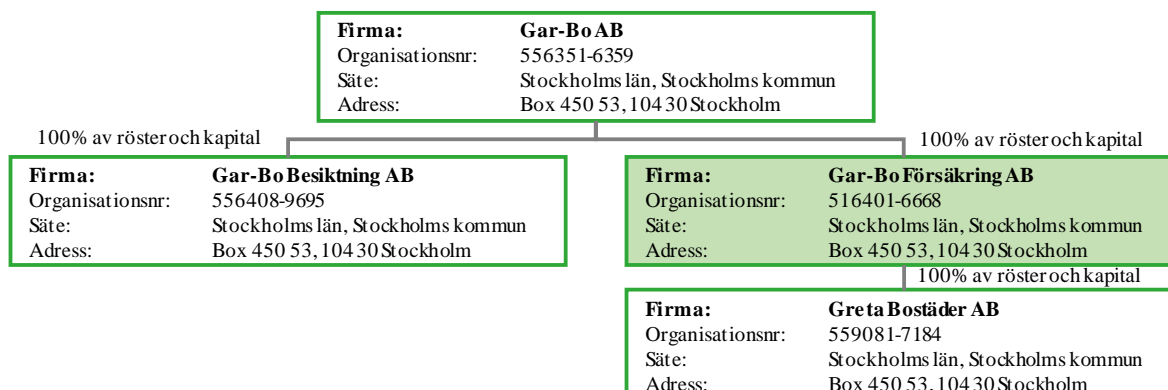 Firma: Gar-Bo AB
Organisationsnr: 556351-6359
Säte: Stockholms län, Stockholms kommun
Adress: Box 450 53, 104 30 Stockholm
100% av röster och kapital
100% av röster och kapital
Firma: Gar-Bo Besiktning AB
Organisationsnr: 556408-9695
Säte: Stockholms län, Stockholms kommun
Adress: Box 450 53, 104 30 Stockholm
Firma: Gar-Bo Försäkring AB
Organisationsnr: 516401-6668
Säte: Stockholms län, Stockholms kommun
Adress: Box 450 53, 104 30 Stockholm
100% av röster och kapital
Firma: Greta Bostäder AB
Organisationsnr: 559081-7184
Säte: Stockholms län, Stockholms kommun
Adress: Box 450 53, 104 30 Stockholm